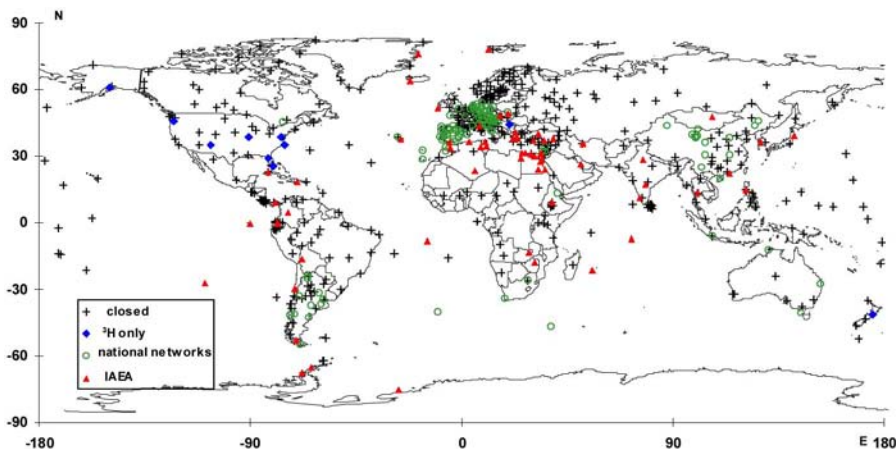 90 N
60
30
0
-30
closed
³H only
national networks
IAEA
-60
-90
-180 -90 0 90 E 180